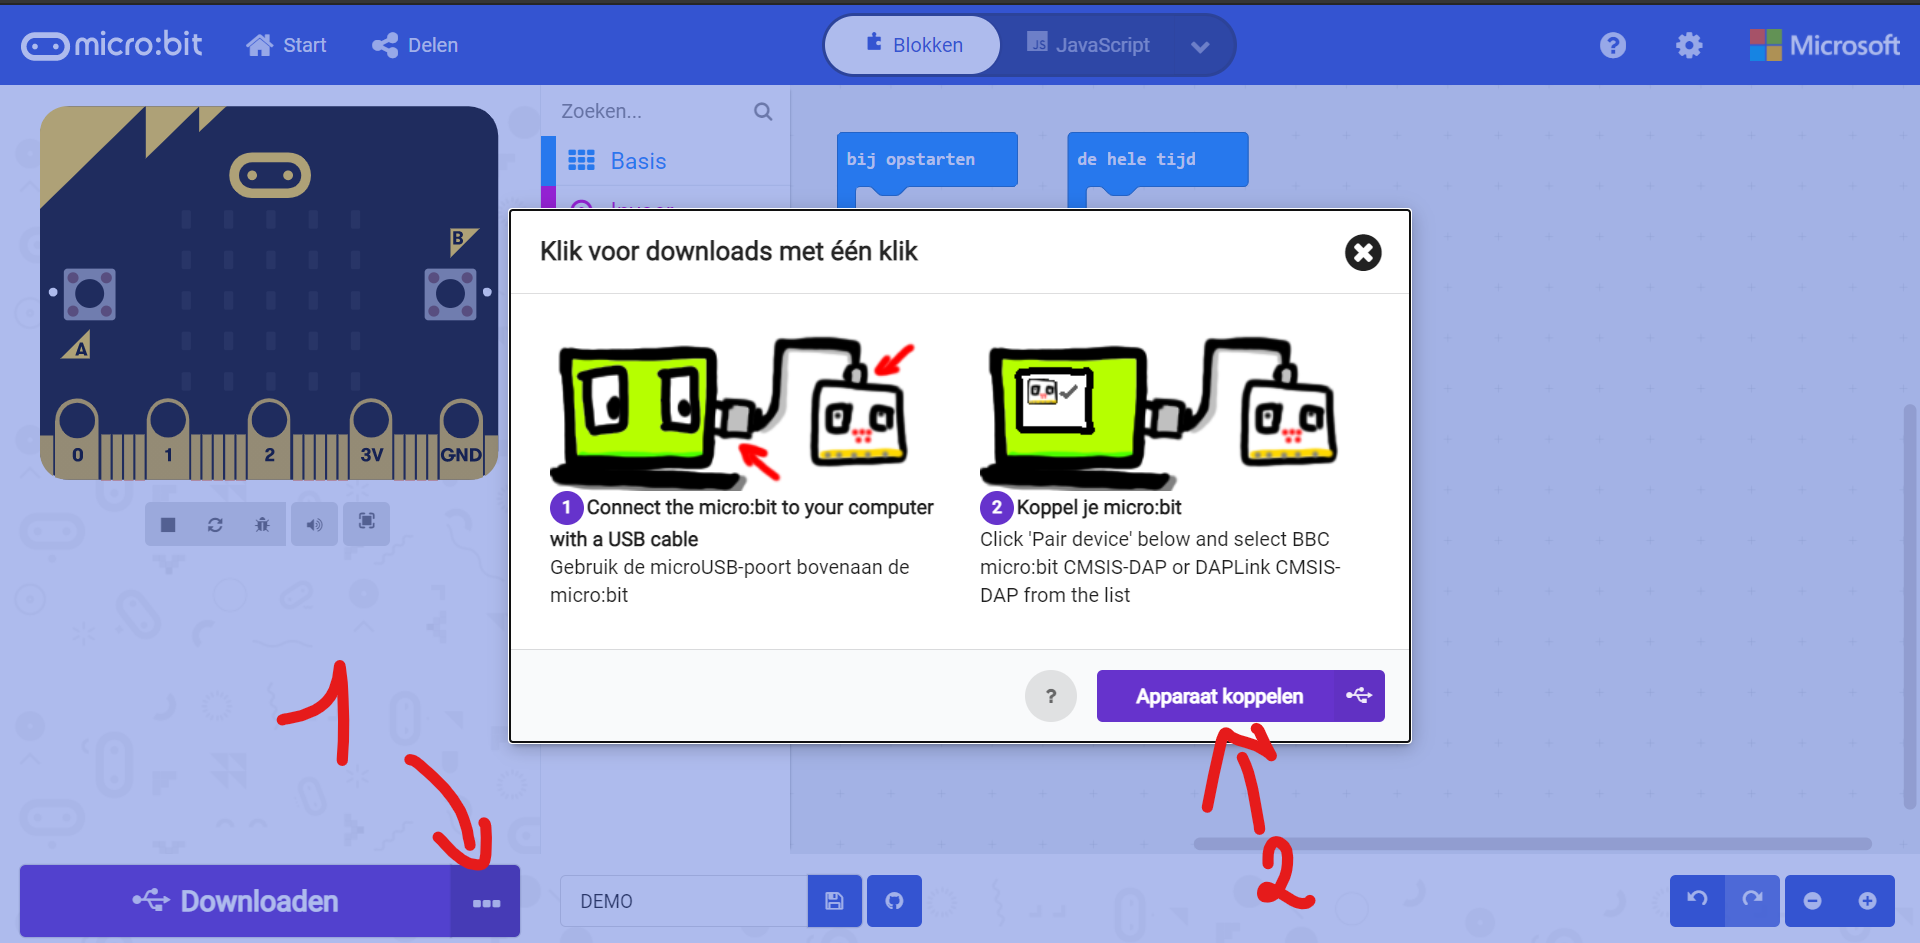 micro:bit
Start
Delen
Blokken
JS JavaScript
?
Microsoft
Zoeken...
Basis
bij opstarten
de hele tijd
B
A
0 1 2 3V GND
Klik voor downloads met één klik
1 Connect the micro:bit to your computer
with a USB cable
Gebruik de microUSB-poort bovenaan de
micro:bit
2 Koppel je micro:bit
Click 'Pair device' below and select BBC
micro:bit CMSIS-DAP or DAPLink CMSIS-
DAP from the list
?
Apparaat koppelen
1
2
Downloaden
DEMO